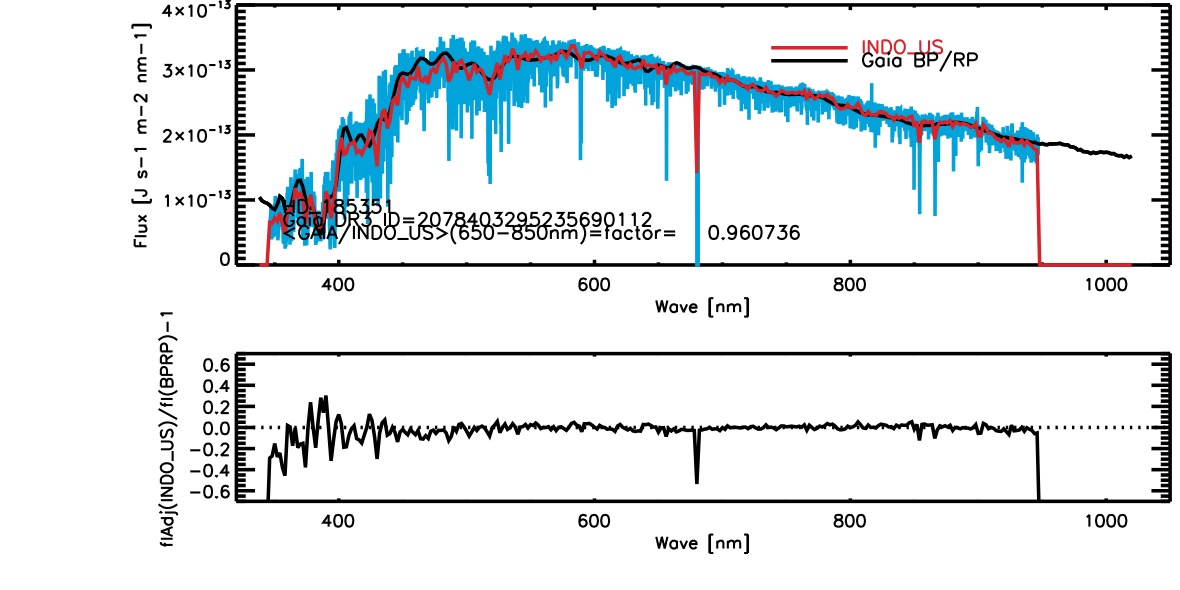 4×10−13
3×10−13
2×10−13
1×10−13
0
Flux [J s−1 m−2 nm−1]
INDO_US
Gaia BP/RP
HD_185351
Gaia DR3 ID=2078403295235690112
<GAIA/INDO_US>(650−850nm)=factor= 0.960736
400 600 800 1000
Wave [nm]
0.6
0.4
0.2
0.0
−0.2
−0.4
−0.6
flAdj(INDO_US)/fl(BPRP)−1
400 600 800 1000
Wave [nm]